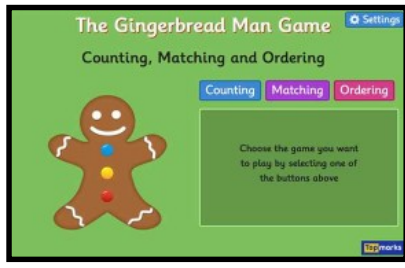 The Gingerbread Man Game
Settings
Counting, Matching and Ordering
Counting Matching Ordering
Choose the game you want
to play by selecting one of
the buttons above
Topmarks